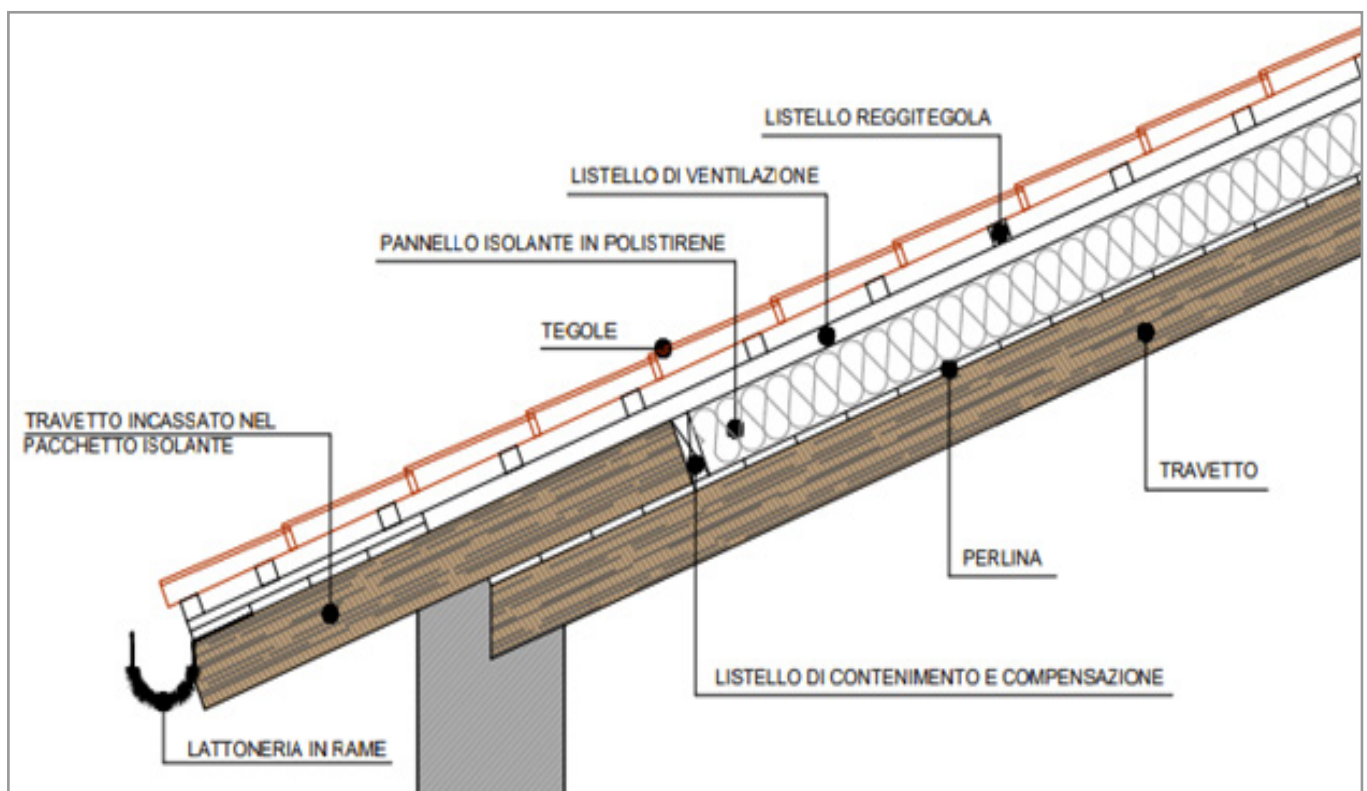 LISTELLO REGGITEGOLA
LISTELLO DI VENTILAZIONE
PANNELLO ISOLANTE IN POLISTIRENE
TEGOLE
TRAVETTO INCASSATO NEL
PACCHETTO ISOLANTE
TRAVETTO
PERLINA
LISTELLO DI CONTENIMENTO E COMPENSAZIONE
LATTONERIA IN RAME